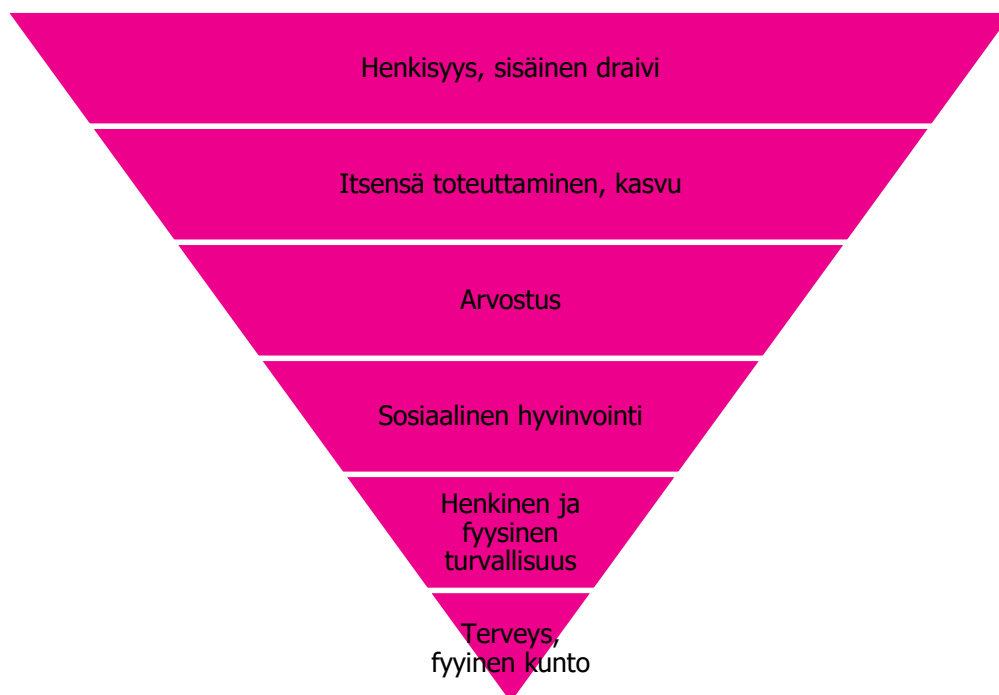 Henkisyys, sisäinen draivi
Itsensä toteuttaminen, kasvu
Arvostus
Sosiaalinen hyvinvointi
Henkinen ja
fyysinen
turvallisuus
Terveys,
fyyinen kunto